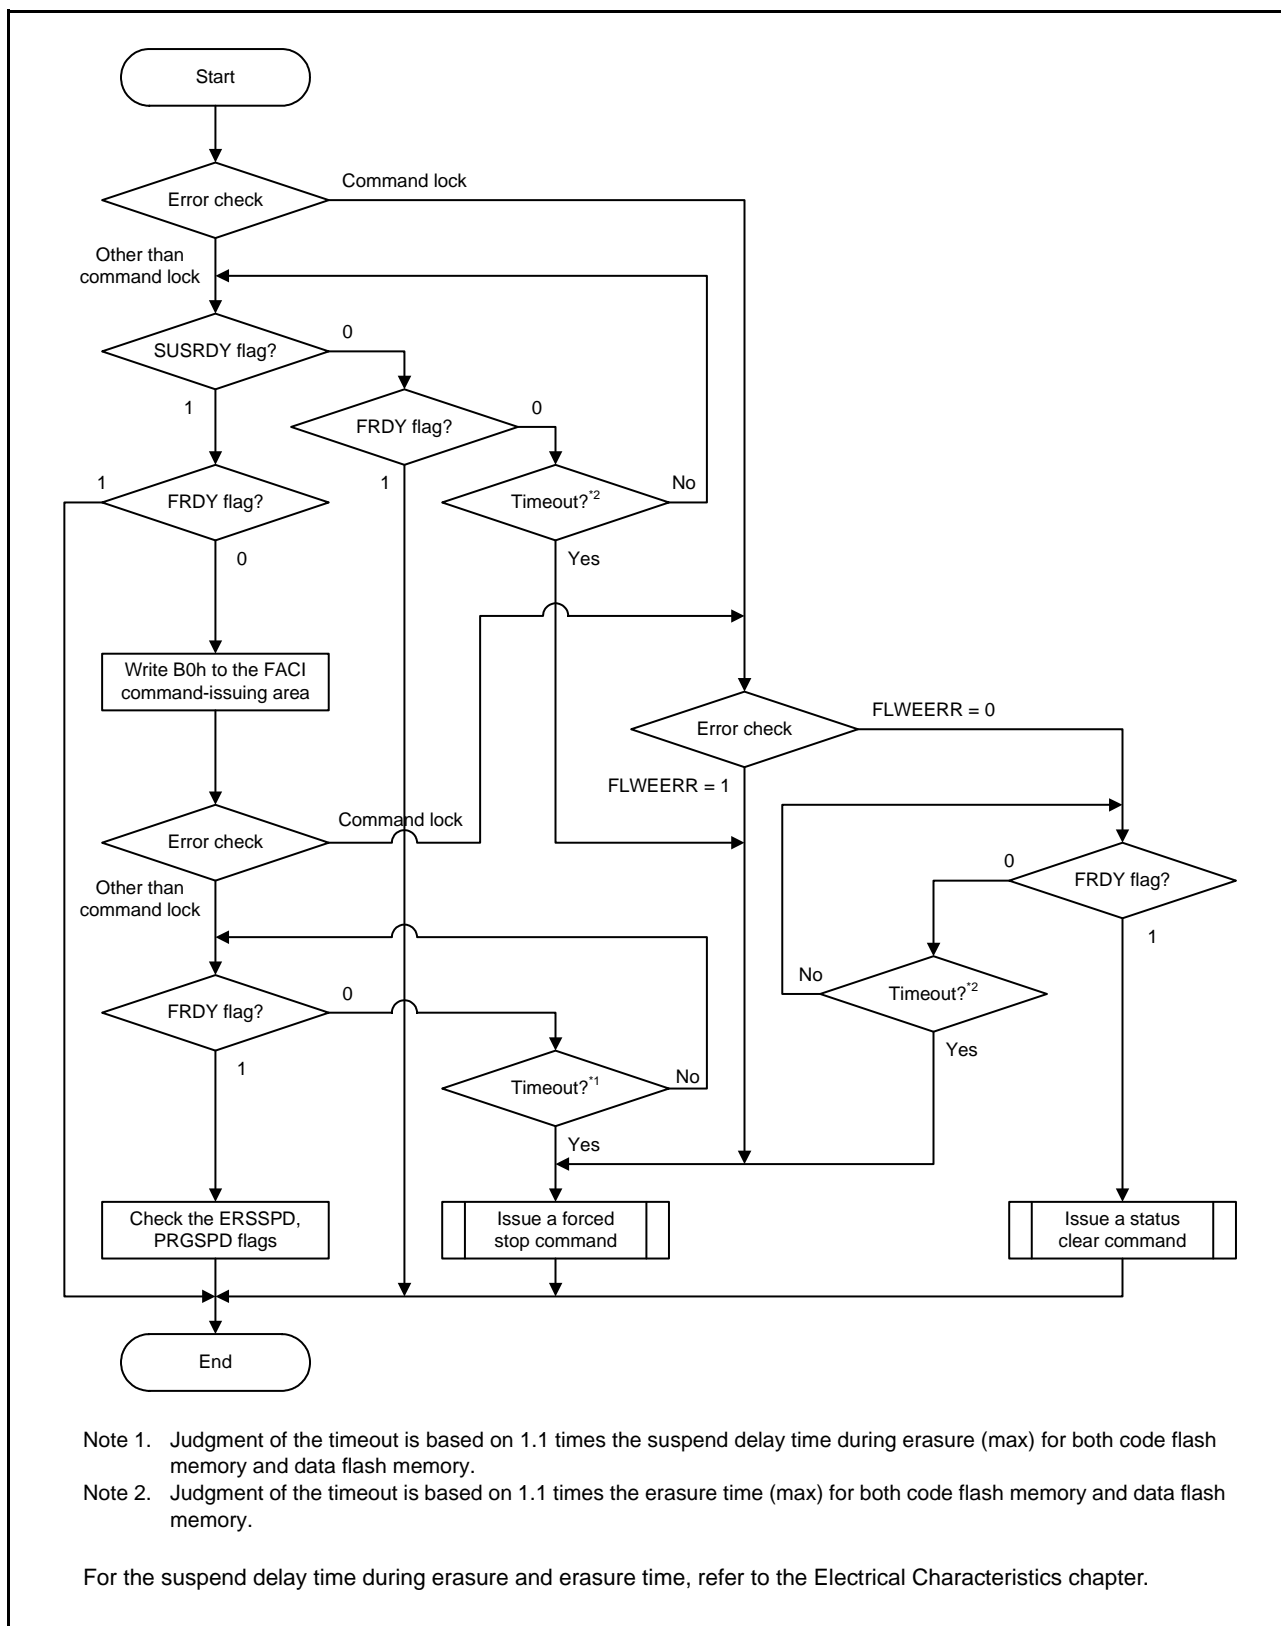 Start
Error check
Command lock
Other than
command lock
SUSRDY flag?
0
1
FRDY flag?
0
1
1
FRDY flag?
0
Timeout?*2
No
Yes
Write B0h to the FACI
command-issuing area
Error check
FLWEERR = 0
FLWEERR = 1
Error check
Command lock
Other than
command lock
0
FRDY flag?
1
No
Timeout?*2
Yes
FRDY flag?
0
1
Timeout?*1
No
Yes
Check the ERSSPD,
PRGSPD flags
Issue a forced
stop command
Issue a status
clear command
End
Note 1. Judgment of the timeout is based on 1.1 times the suspend delay time during erasure (max) for both code flash
memory and data flash memory.
Note 2. Judgment of the timeout is based on 1.1 times the erasure time (max) for both code flash memory and data flash
memory.
For the suspend delay time during erasure and erasure time, refer to the Electrical Characteristics chapter.